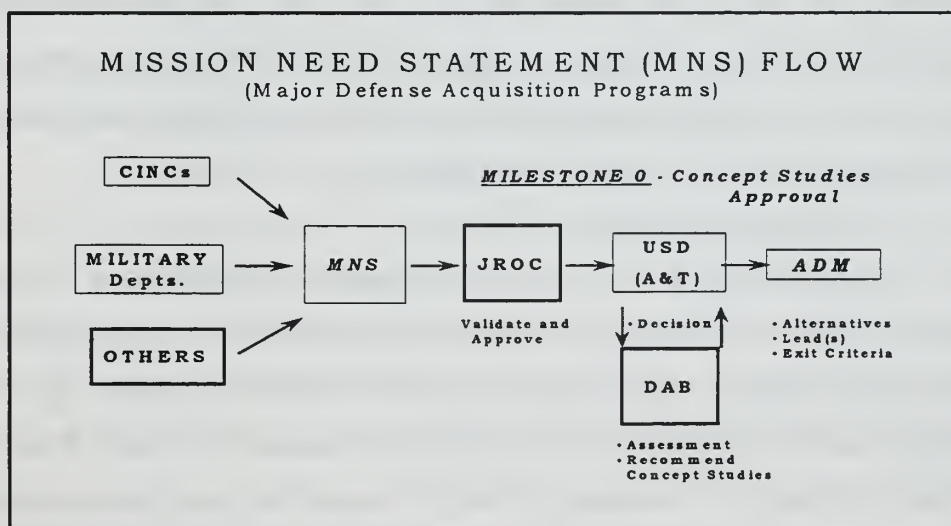 MISSION NEED STATEMENT (MNS) FLOW
(Major Defense Acquisition Programs)
CINCs
MILESTONE 0 - Concept Studies
Approval
MILITARY
Depts.
MNS
JROC
USD
(A&T)
ADM
OTHERS
Validate and
Approve
• Decision
• Alternatives
• Lead(s)
• Exit Criteria
DAB
• Assessment
• Recommend
Concept Studies